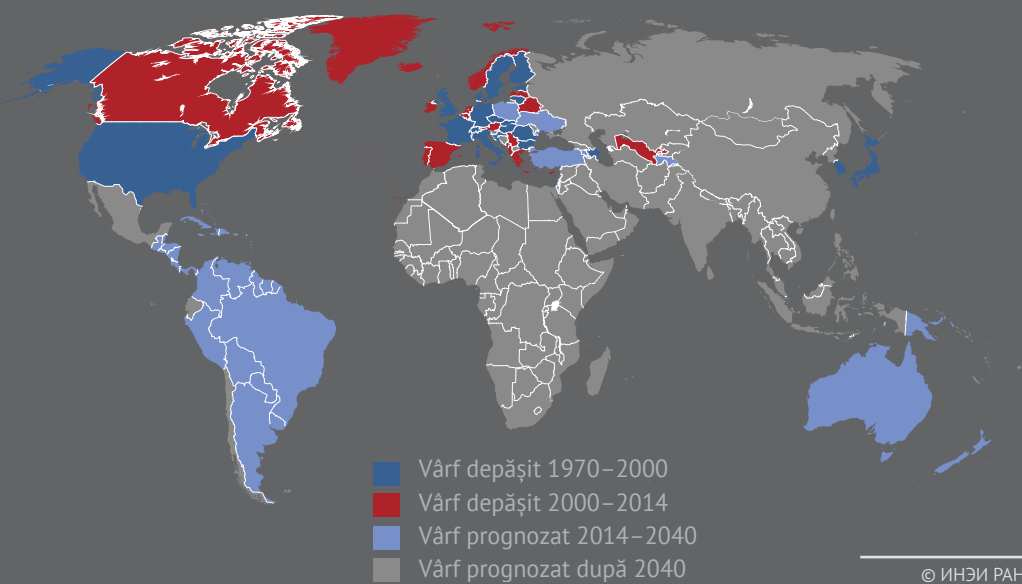 Vârf depășit 1970–2000
Vârf depășit 2000–2014
Vârf prognozat 2014–2040
Vârf prognozat după 2040
© ИНЭИ РАН